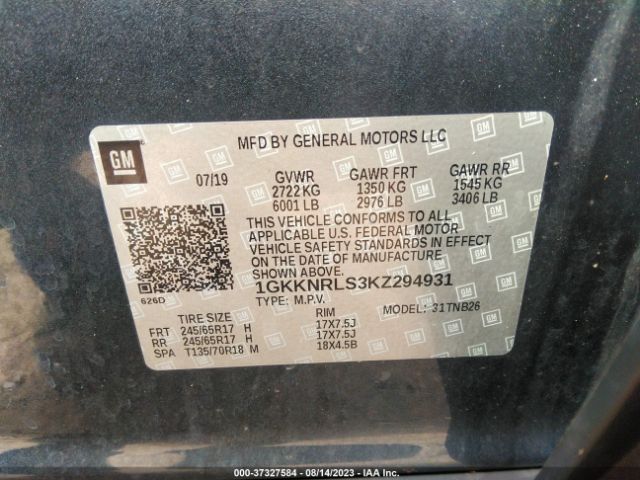 MFD BY GENERAL MOTORS LLC
GM
07/19 GVWR GAWR FRT GAWR RR
2722 KG 1350 KG 1545 KG
6001 LB 2976 LB 3406 LB
THIS VEHICLE CONFORMS TO ALL
APPLICABLE U.S. FEDERAL MOTOR
VEHICLE SAFETY STANDARDS IN EFFECT
ON THE DATE OF MANUFACTURE
SHOWN ABOVE.
626D
1GKKNRLS3KZ294931
TYPE: M.P.V. MODEL: 31TNB26
TIRE SIZE RIM
FRT 245/65R17 H 17X7.5J
RR 245/65R17 H 17X7.5J
SPA T135/70R18 M 18X4.5B
000-37327584 - 08/14/2023 - IAA Inc.